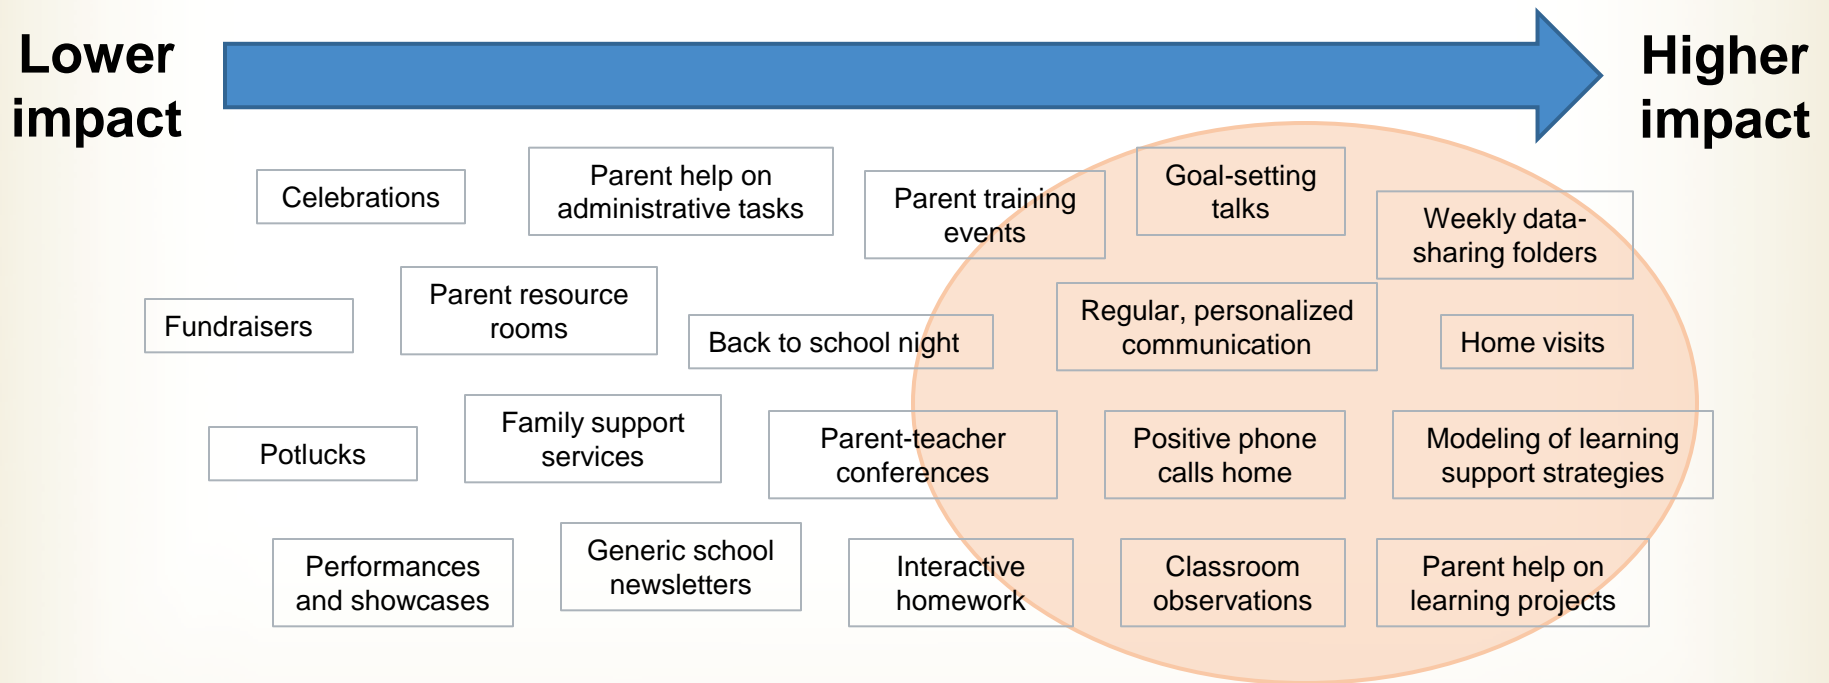 Lower
impact
Higher
impact
Celebrations
Parent help on
administrative tasks
Parent training
events
Goal-setting
talks
Weekly data-
sharing folders
Fundraisers
Parent resource
rooms
Back to school night
Regular, personalized
communication
Home visits
Potlucks
Family support
services
Parent-teacher
conferences
Positive phone
calls home
Modeling of learning
support strategies
Performances
and showcases
Generic school
newsletters
Interactive
homework
Classroom
observations
Parent help on
learning projects